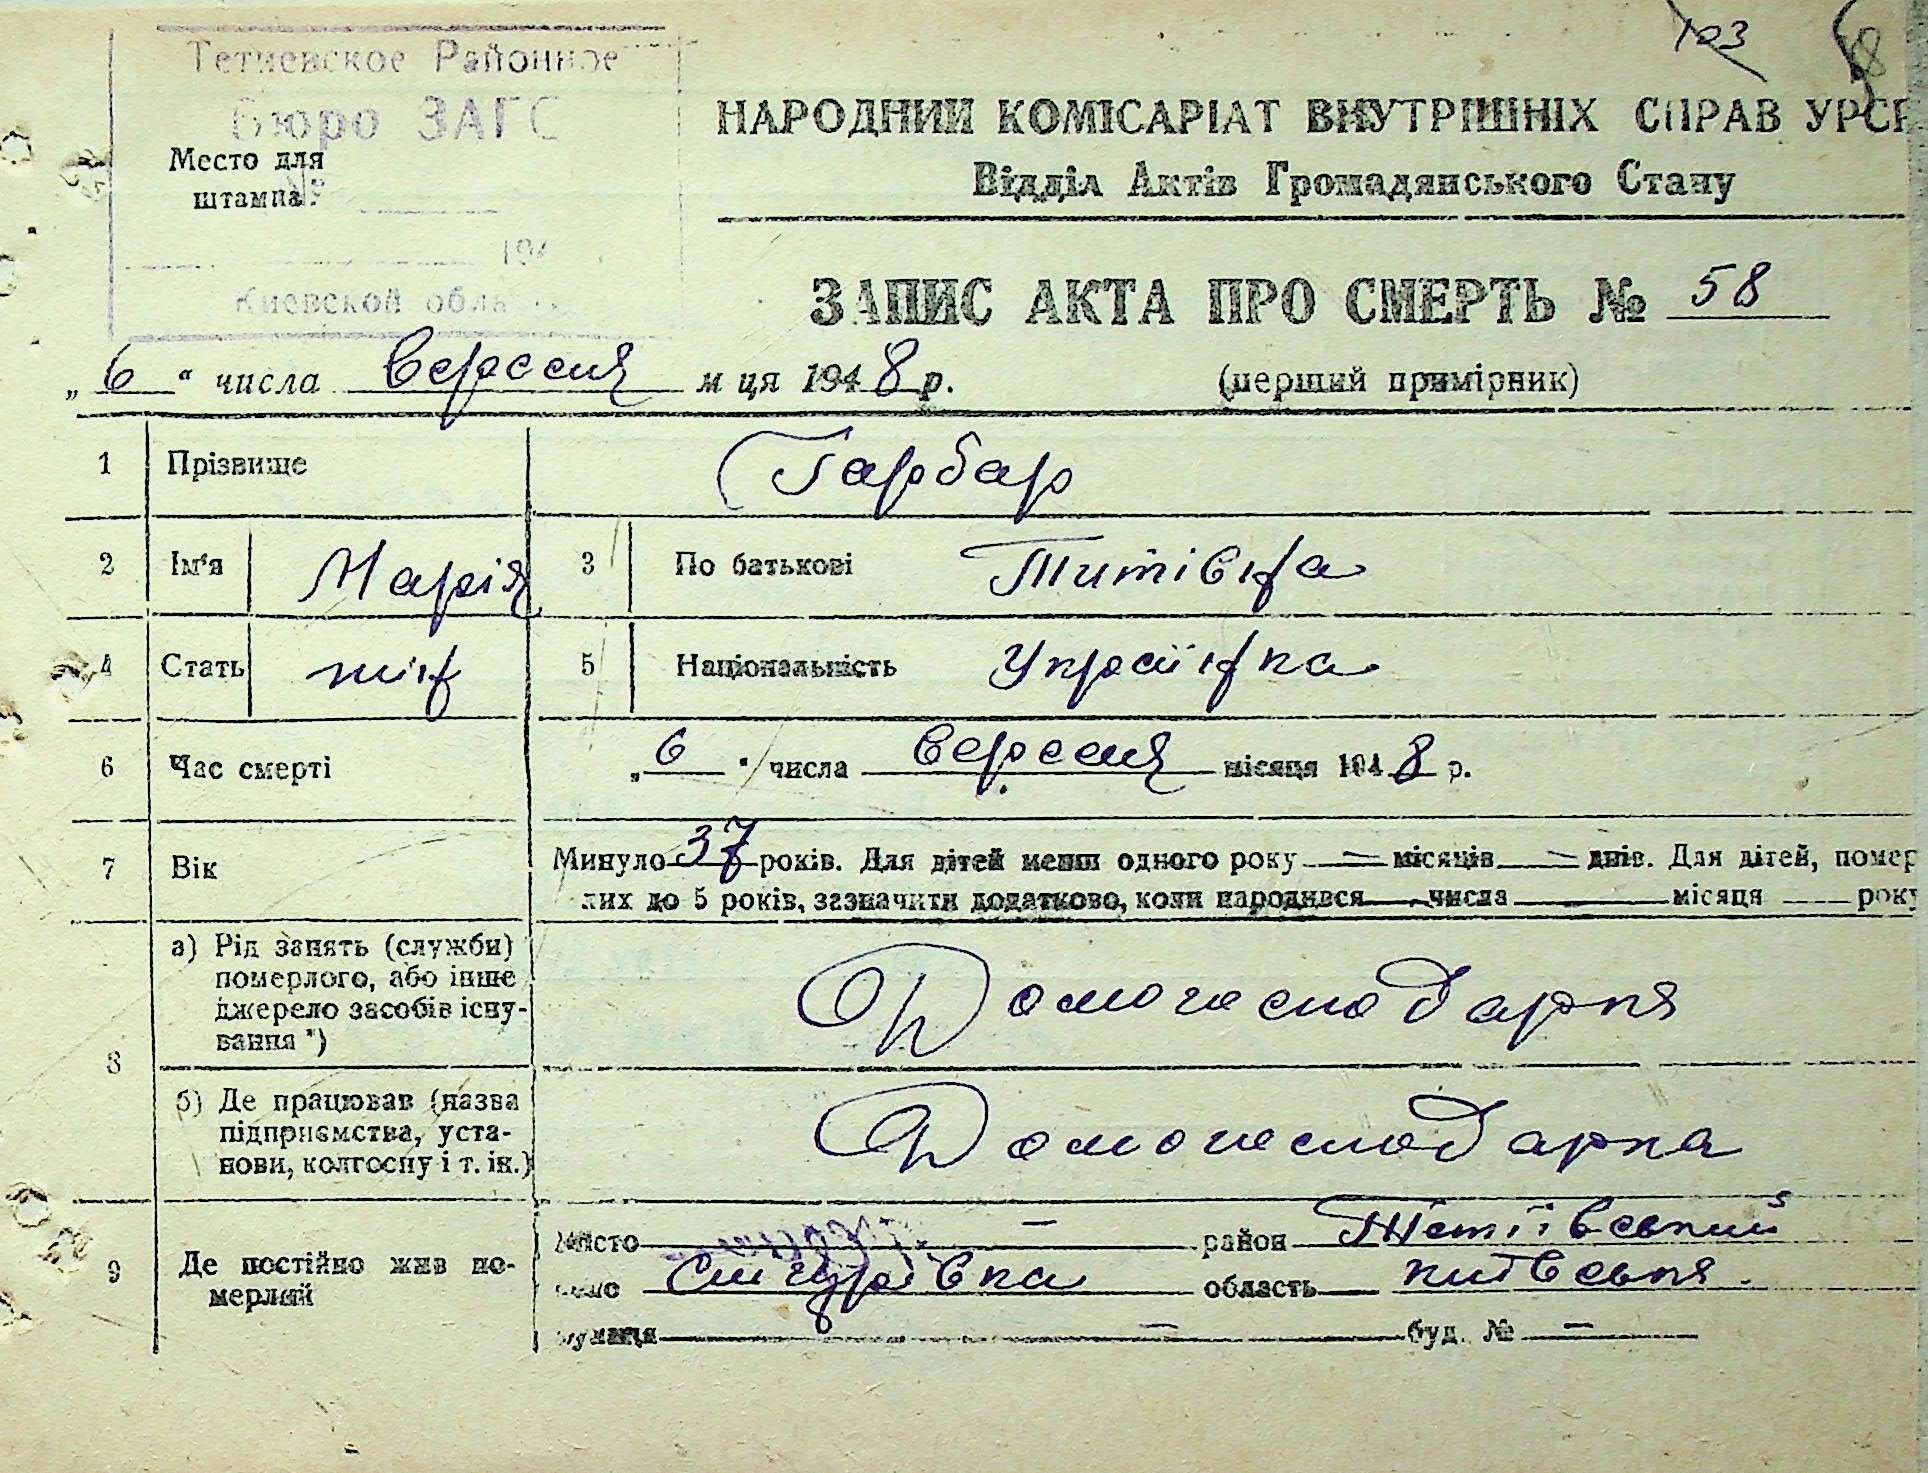 103
Тетиевское Районное
бюро ЗАГС
Место для
штампа
194
Киевской обла
НАРОДНИЙ КОМІСАРІАТ ВНУТРІШНІХ СПРАВ УРСР
Відділ Актів Громадянського Стану
ЗАПИС АКТА ПРО СМЕРТЬ № 58
„6“ числа вересня м ця 1948 р.
(перший примірник)
1 Прізвище Гарбар
2 Ім'я Марія 3 По батькові Титівна
4 Стать жін 5 Національність Українка
6 Час смерті „6“ числа вересня місяця 1948 р.
7 Вік Минуло 37 років. Для дітей менш одного року — місяців — днів. Для дітей, помер
лих до 5 років, зазначити додатково, коли народився — числа — місяця — року
8 а) Рід занять (служби)
померлого, або інше
джерело засобів існу-
вання *)
Домогосподарка
б) Де працював (назва
підприємства, уста-
нови, колгоспу і т. ін.)
Домогосподарка
9 Де постійно жив по-
мерлий
місто — район Тетіївський
село Снігурівка область київська.
вулиця — буд. № —